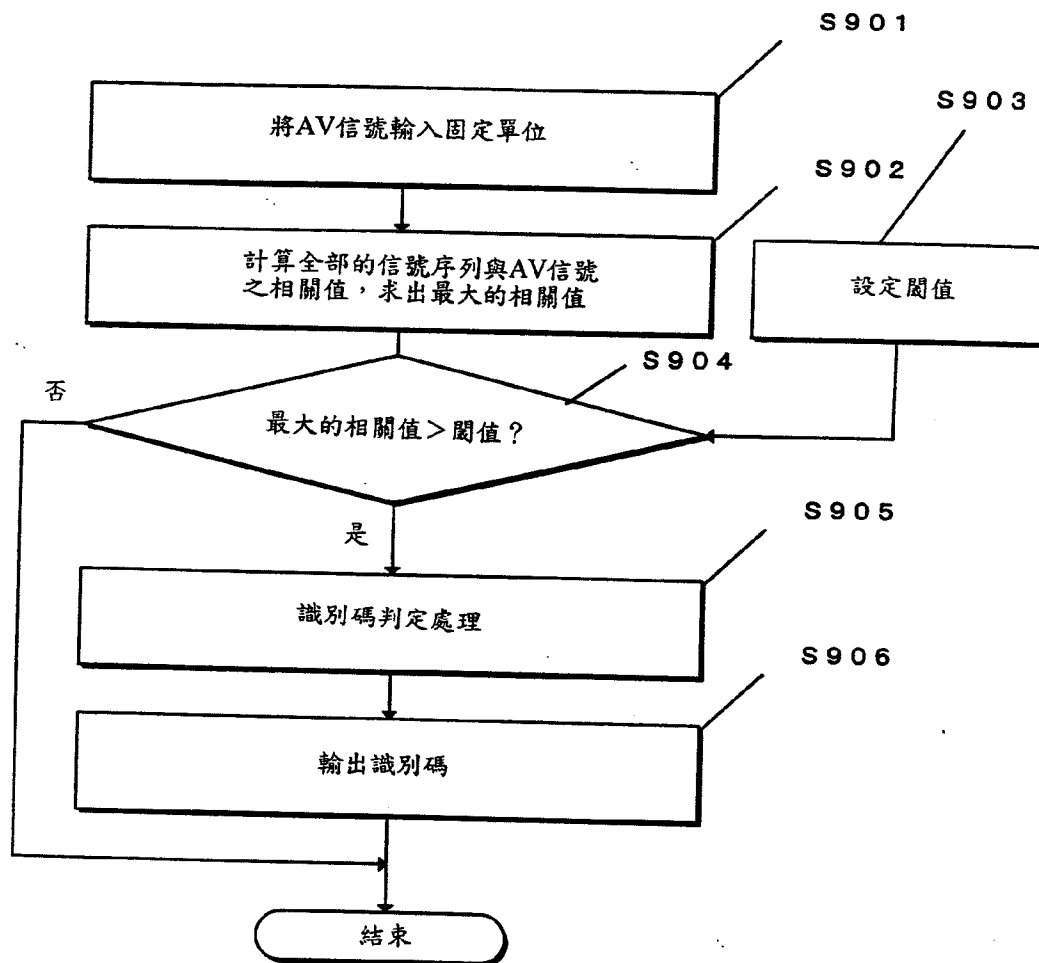 S901
將AV信號輸入固定單位
S903
S902
計算全部的信號序列與AV信號
之相關值，求出最大的相關值
設定閾值
S904
否
最大的相關值＞閾值？
是
S905
識別碼判定處理
S906
輸出識別碼
結束